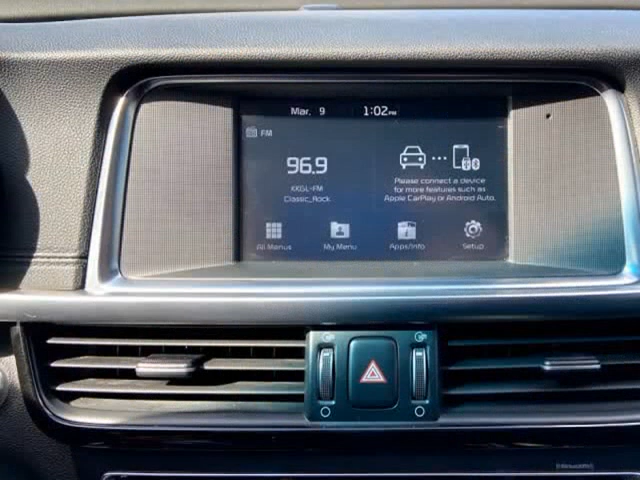 Mar. 9 1:02PM
FM
96.9
KXGL-FM
Classic_Rock
Please connect a device
for more features such as
Apple CarPlay or Android Auto.
All Menus My Menu Apps/Info Setup